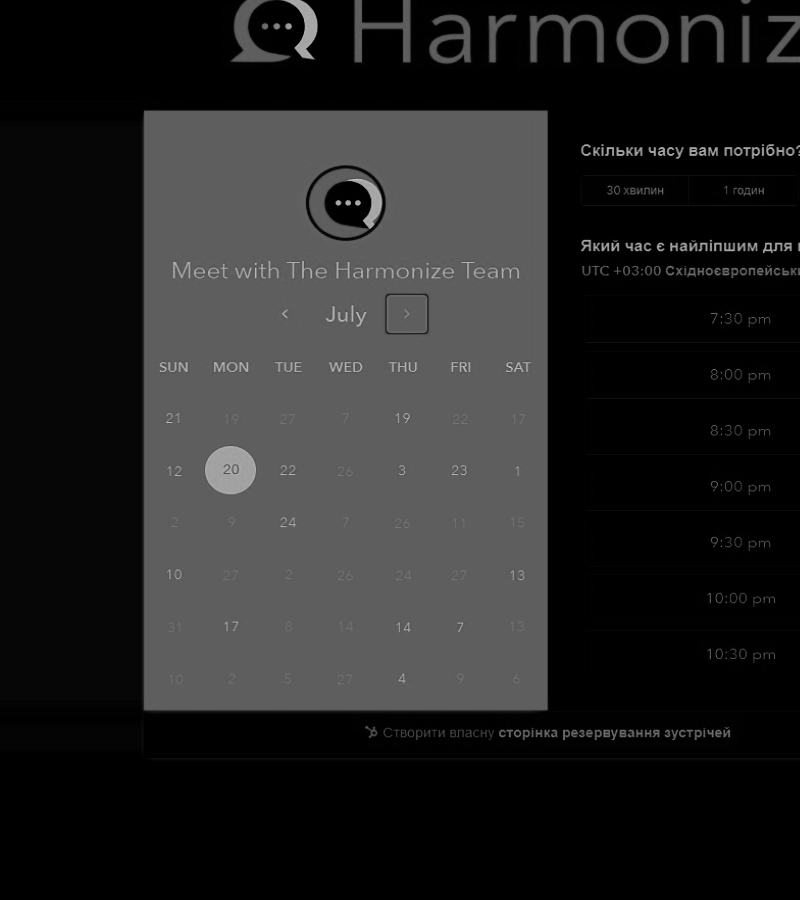 Harmoniz
Скільки часу вам потрібно?
30 хвилин 1 годин
Meet with The Harmonize Team
Який час є найліпшим для
UTC +03:00 Східноєвропейськи
July
7:30 pm
SUN MON TUE WED THU FRI SAT
8:00 pm
21 19 27 7 19 22 17
8:30 pm
12 20 22 26 3 23 1
9:00 pm
2 9 24 7 26 11 15
9:30 pm
10 27 2 26 24 27 13
10:00 pm
31 17 8 14 14 7 13
10:30 pm
10 2 5 27 4 9 6
Створити власну сторінка резервування зустрічей